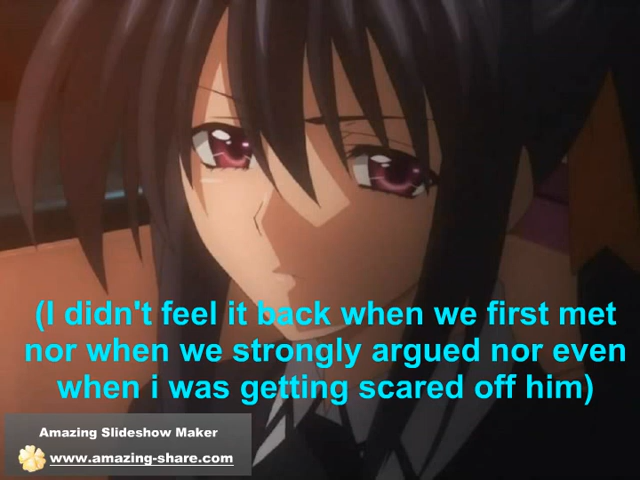 (I didn't feel it back when we first met
nor when we strongly argued nor even
when i was getting scared off him)
Amazing Slideshow Maker
www.amazing-share.com